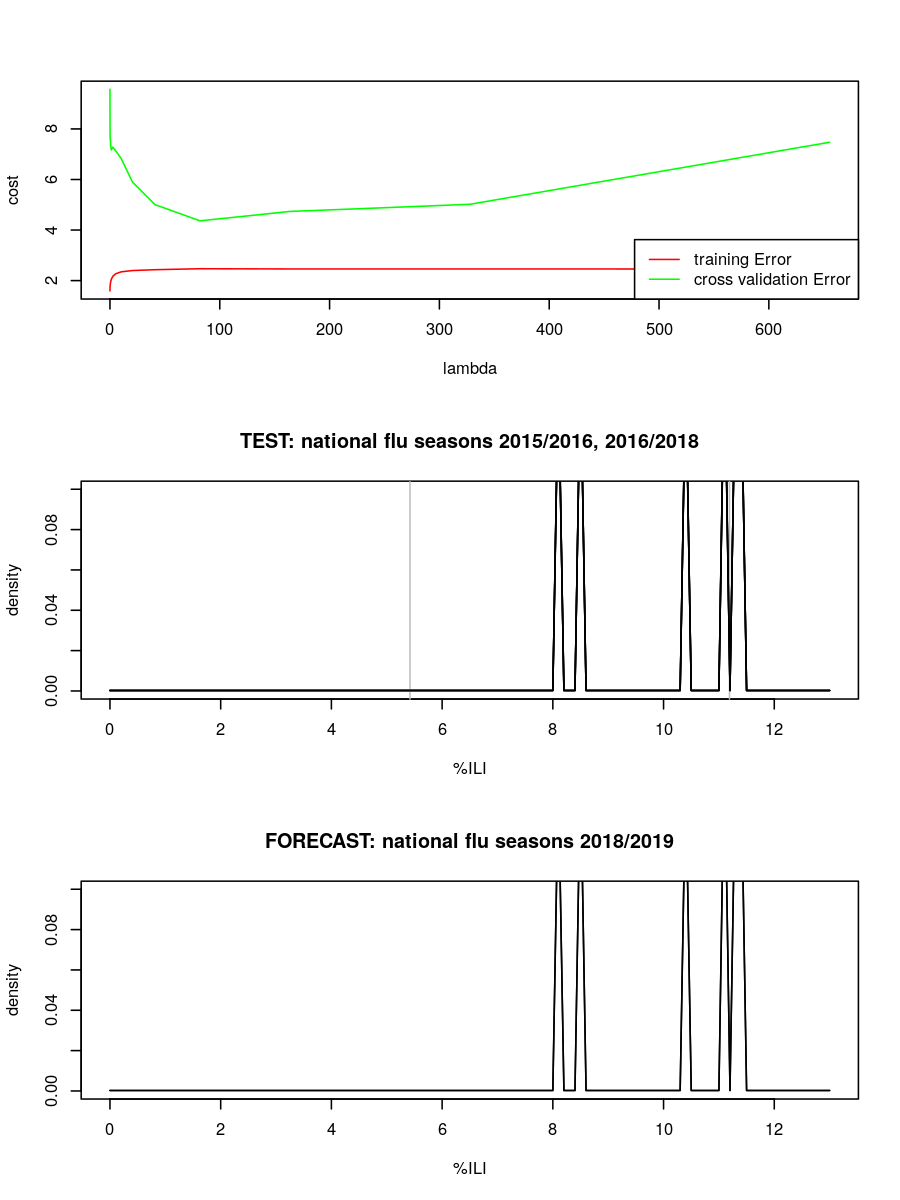 cost
8
6
4
2
training Error
cross validation Error
0 100 200 300 400 500 600
lambda
TEST: national flu seasons 2015/2016, 2016/2018
density
0.08
0.04
0.00
0 2 4 6 8 10 12
%ILI
FORECAST: national flu seasons 2018/2019
density
0.08
0.04
0.00
0 2 4 6 8 10 12
%ILI